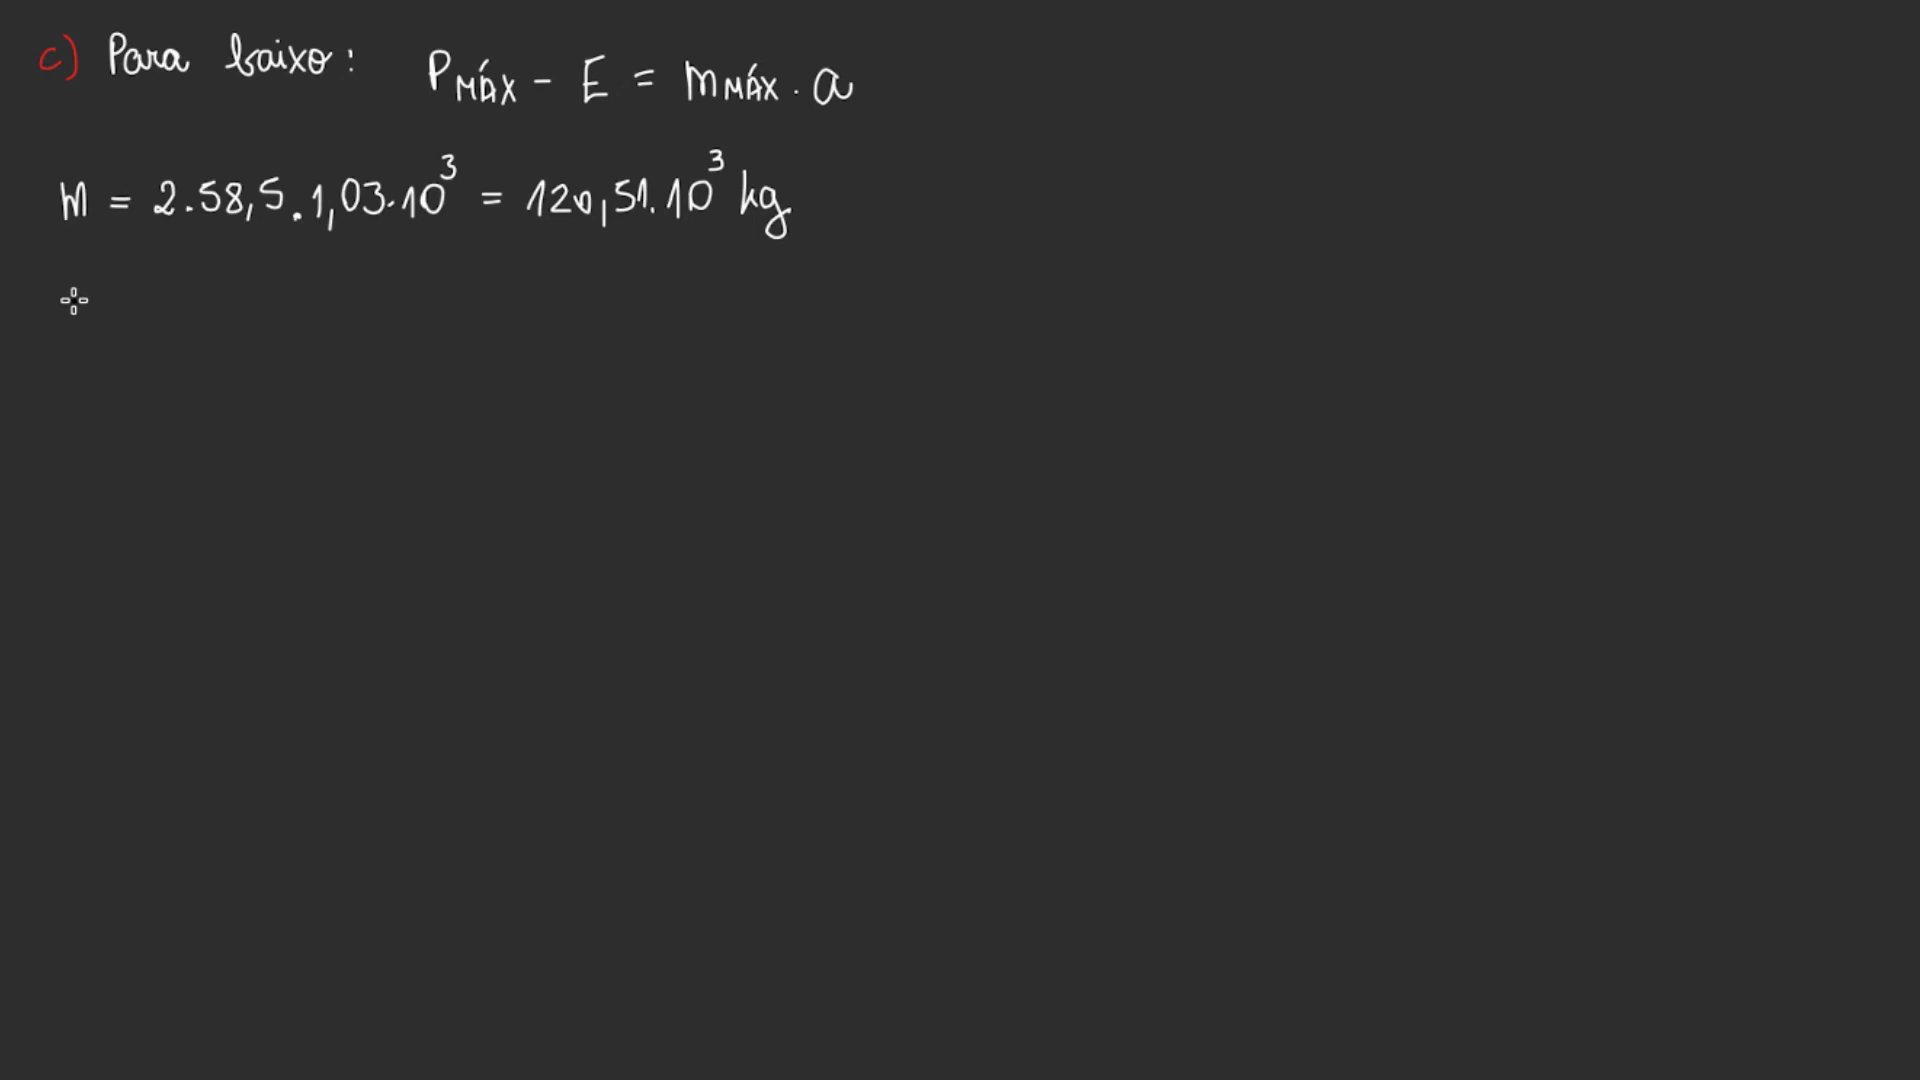 c) Para baixo: PMÁX - E = mMÁX . a
m = 2.58,5.1,03.10³ = 120,51.10³ kg